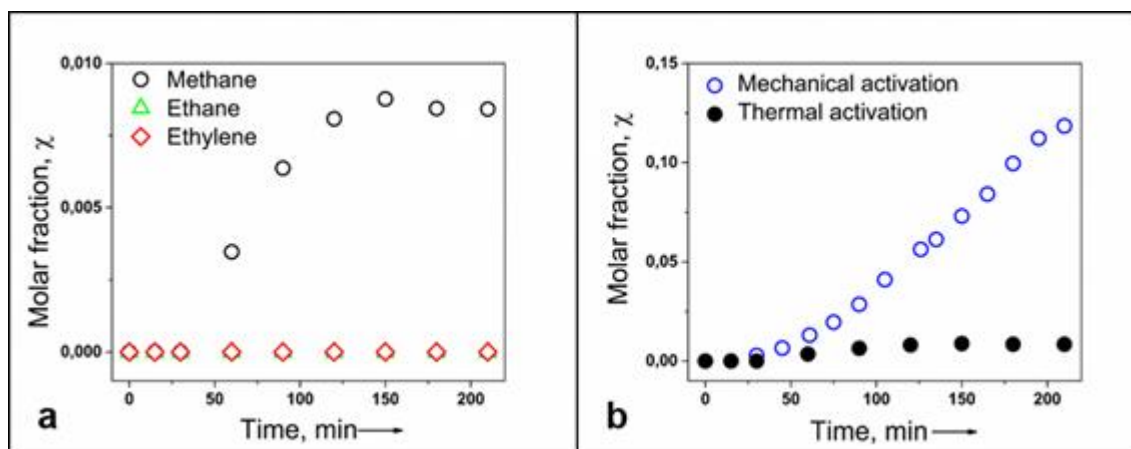 0,010
Methane
Ethane
Ethylene
0,005
0,000
Molar fraction, χ
0 50 100 150 200
Time, min
a
0,15
Mechanical activation
Thermal activation
0,10
0,05
0,00
Molar fraction, χ
0 50 100 150 200
Time, min
b